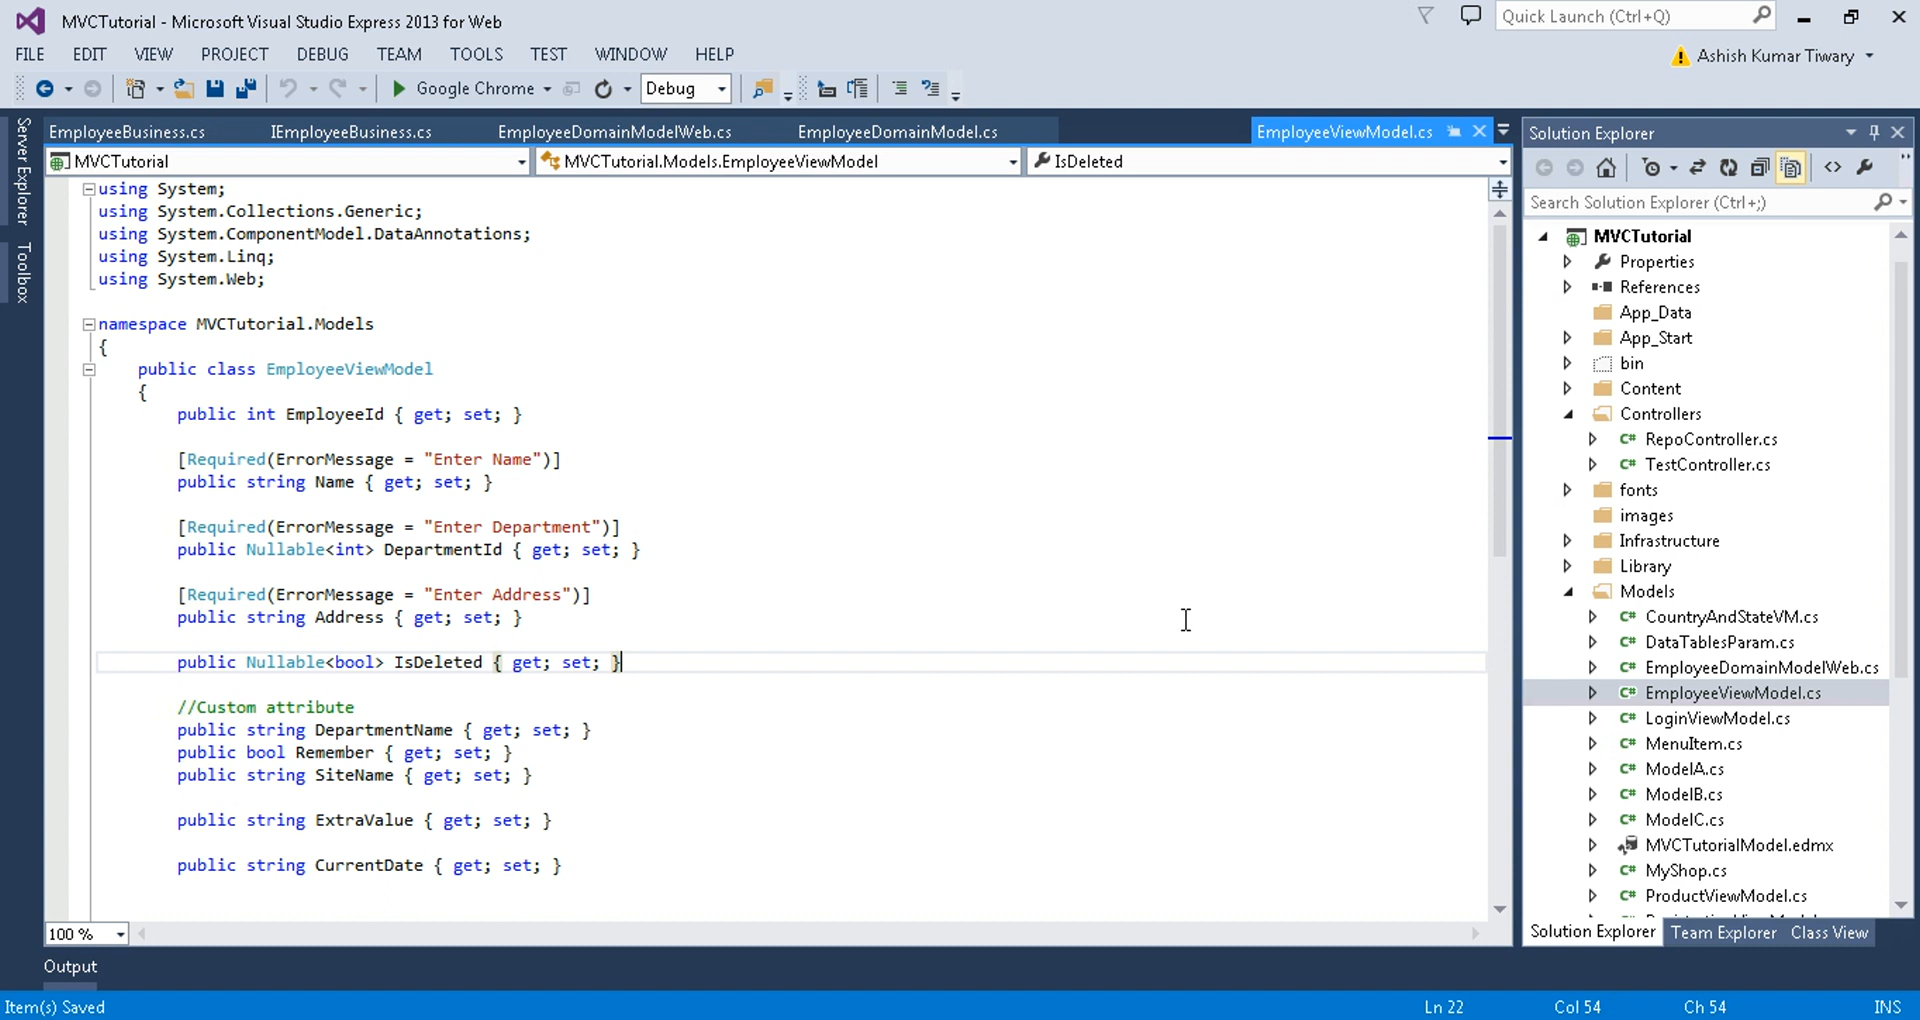 MVCTutorial - Microsoft Visual Studio Express 2013 for Web
Quick Launch (Ctrl+Q)
FILE EDIT VIEW PROJECT DEBUG TEAM TOOLS TEST WINDOW HELP
Ashish Kumar Tiwary
Google Chrome Debug
Server Explorer
Toolbox
EmployeeBusiness.cs IEmployeeBusiness.cs EmployeeDomainModelWeb.cs EmployeeDomainModel.cs EmployeeViewModel.cs
MVCTutorial MVCTutorial.Models.EmployeeViewModel IsDeleted
using System;
using System.Collections.Generic;
using System.ComponentModel.DataAnnotations;
using System.Linq;
using System.Web;
namespace MVCTutorial.Models
{
public class EmployeeViewModel
{
public int EmployeeId { get; set; }
[Required(ErrorMessage = "Enter Name")]
public string Name { get; set; }
[Required(ErrorMessage = "Enter Department")]
public Nullable<int> DepartmentId { get; set; }
[Required(ErrorMessage = "Enter Address")]
public string Address { get; set; }
public Nullable<bool> IsDeleted { get; set; }
//Custom attribute
public string DepartmentName { get; set; }
public bool Remember { get; set; }
public string SiteName { get; set; }
public string ExtraValue { get; set; }
public string CurrentDate { get; set; }
100 %
Solution Explorer
Search Solution Explorer (Ctrl+;)
MVCTutorial
Properties
References
App_Data
App_Start
bin
Content
Controllers
C# RepoController.cs
C# TestController.cs
fonts
images
Infrastructure
Library
Models
C# CountryAndStateVM.cs
C# DataTablesParam.cs
C# EmployeeDomainModelWeb.cs
C# EmployeeViewModel.cs
C# LoginViewModel.cs
C# MenuItem.cs
C# ModelA.cs
C# ModelB.cs
C# ModelC.cs
MVCTutorialModel.edmx
C# MyShop.cs
C# ProductViewModel.cs
Solution Explorer Team Explorer Class View
Output
Item(s) Saved
Ln 22 Col 54 Ch 54 INS